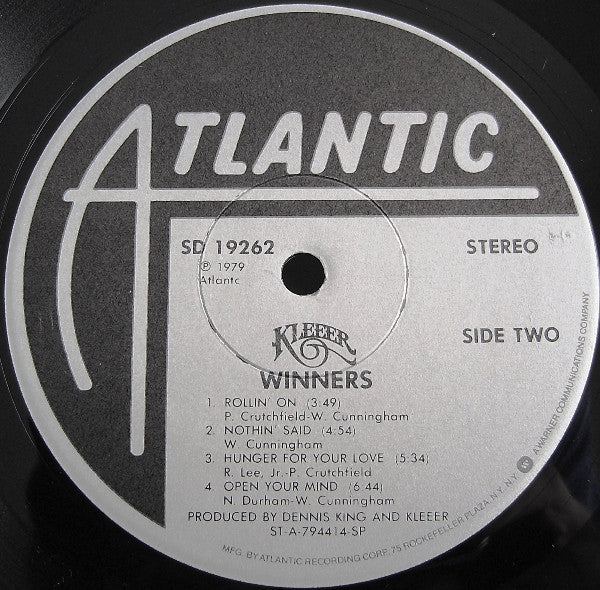 ATLANTIC
SD 19262
STEREO
℗ 1979
Atlantc
SIDE TWO
KLEEER
WINNERS
1. ROLLIN' ON (3:49)
P. Crutchfield-W. Cunningham
2. NOTHIN' SAID (4:54)
W. Cunningham
3. HUNGER FOR YOUR LOVE (5:34)
R. Lee, Jr.-P. Crutchfield
4 OPEN YOUR MIND (6:44)
N. Durham-W. Cunningham
PRODUCED BY DENNIS KING AND KLEEER
ST-A-794414-SP
MFG. BY ATLANTIC RECORDING CORP. 75 ROCKEFELLER PLAZA, N.Y. N.Y. A WARNER COMMUNICATIONS COMPANY